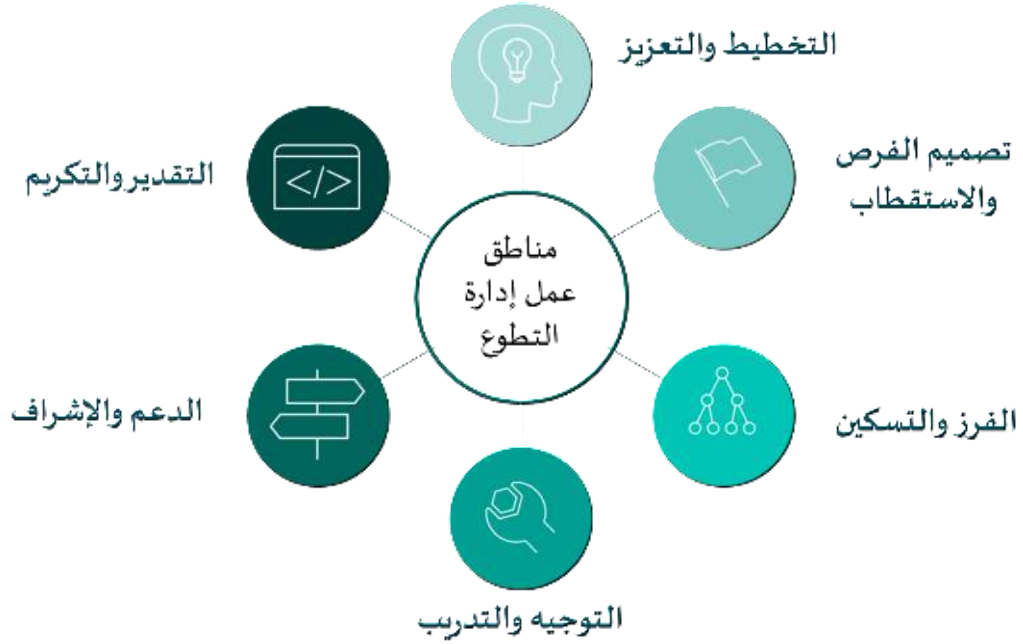 التخطيط والتعزيز
تصميم الفرص
والاستقطاب
الفرز والتسكين
التوجيه والتدريب
الدعم والإشراف
التقدير والتكريم
مناطق
عمل إدارة
التطوع